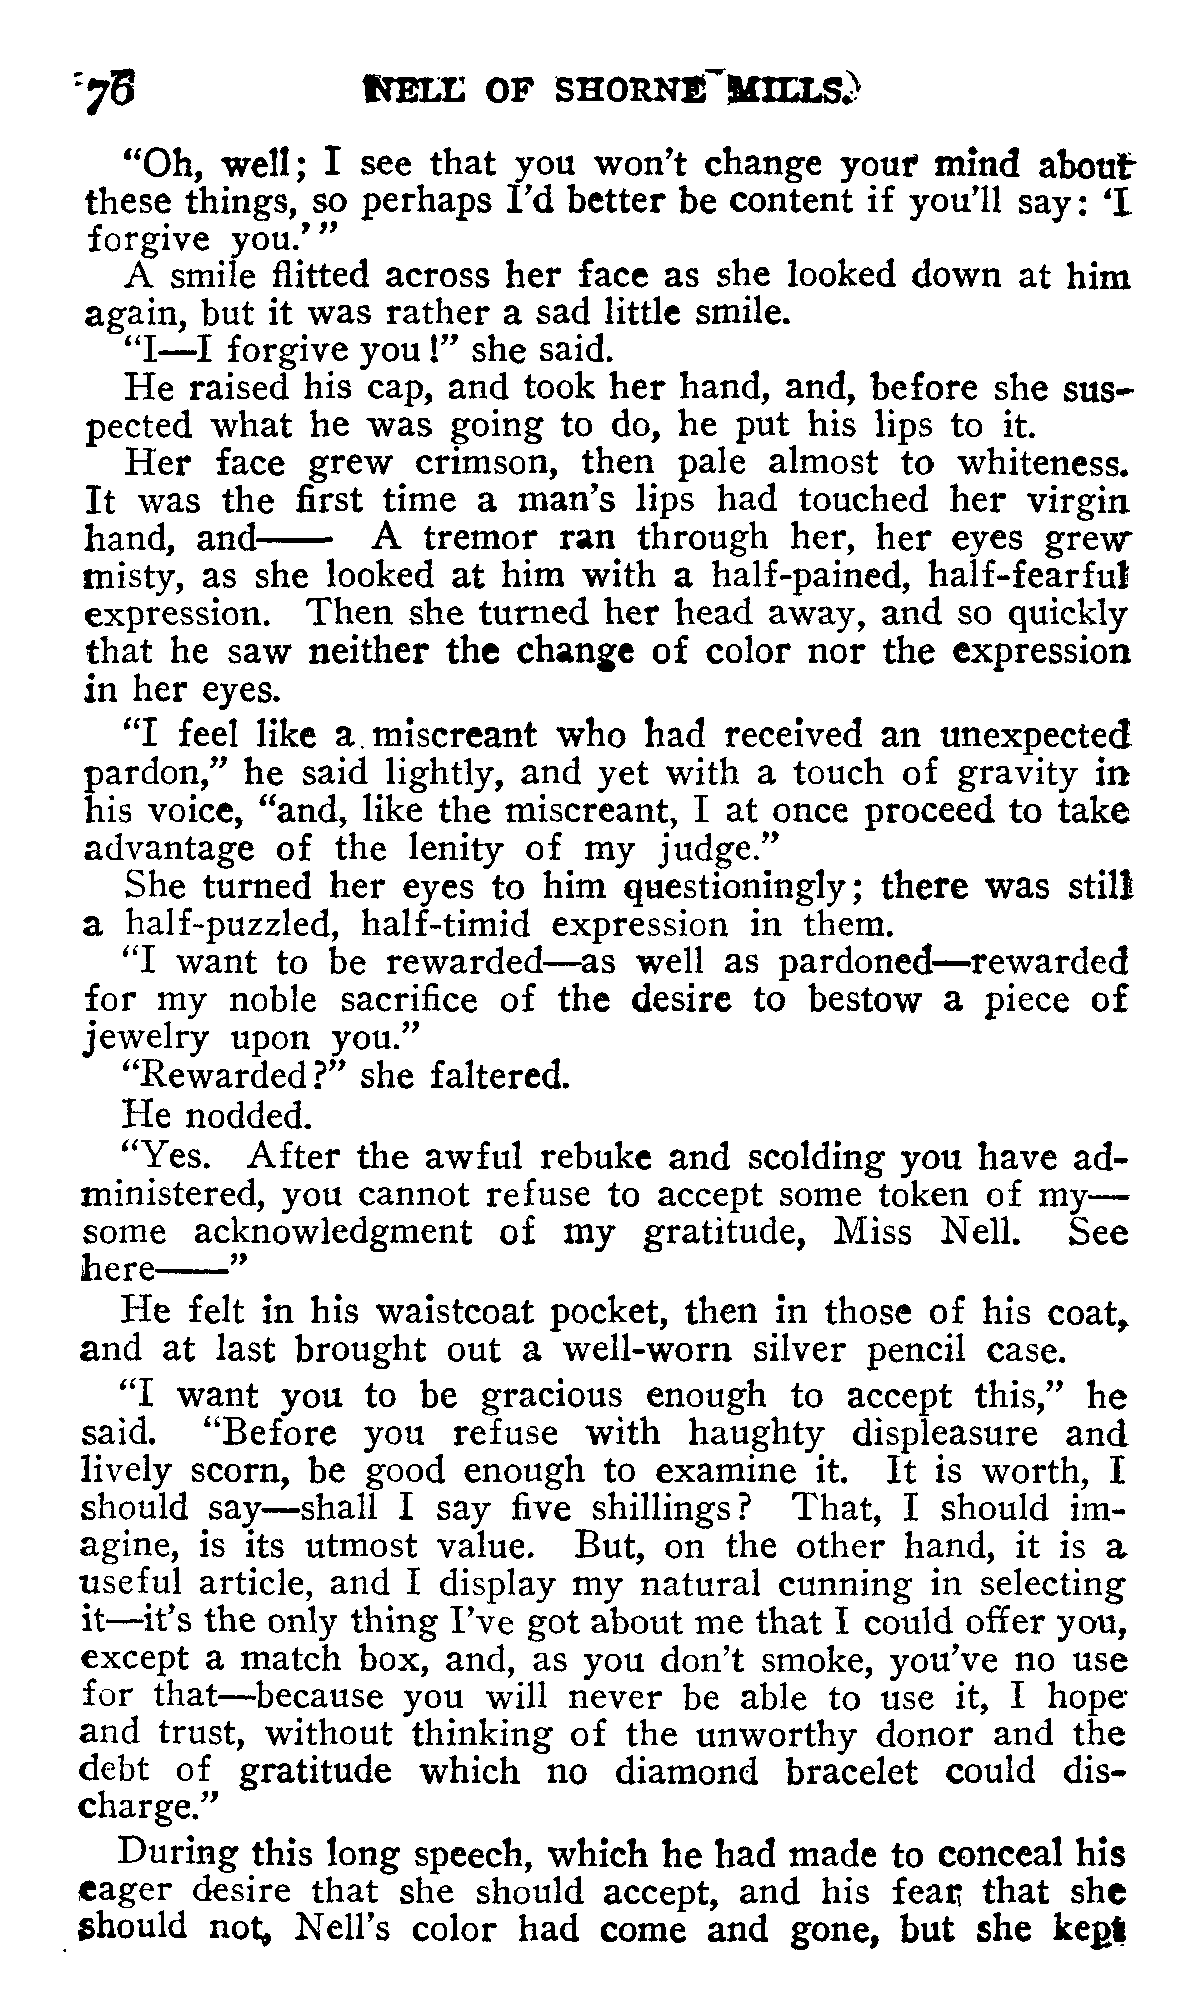 76 NELL OF SHORNE MILLS.
"Oh, well; I see that you won't change your mind about
these things, so perhaps I'd better be content if you'll say: 'I
forgive you.'"
A smile flitted across her face as she looked down at him
again, but it was rather a sad little smile.
"I—I forgive you!" she said.
He raised his cap, and took her hand, and, before she sus-
pected what he was going to do, he put his lips to it.
Her face grew crimson, then pale almost to whiteness.
It was the first time a man's lips had touched her virgin
hand, and—— A tremor ran through her, her eyes grew
misty, as she looked at him with a half-pained, half-fearful
expression. Then she turned her head away, and so quickly
that he saw neither the change of color nor the expression
in her eyes.
"I feel like a miscreant who had received an unexpected
pardon," he said lightly, and yet with a touch of gravity in
his voice, "and, like the miscreant, I at once proceed to take
advantage of the lenity of my judge."
She turned her eyes to him questioningly; there was still
a half-puzzled, half-timid expression in them.
"I want to be rewarded—as well as pardoned—rewarded
for my noble sacrifice of the desire to bestow a piece of
jewelry upon you."
"Rewarded?" she faltered.
He nodded.
"Yes. After the awful rebuke and scolding you have ad-
ministered, you cannot refuse to accept some token of my—
some acknowledgment of my gratitude, Miss Nell. See
here——"
He felt in his waistcoat pocket, then in those of his coat,
and at last brought out a well-worn silver pencil case.
"I want you to be gracious enough to accept this," he
said. "Before you refuse with haughty displeasure and
lively scorn, be good enough to examine it. It is worth, I
should say—shall I say five shillings? That, I should im-
agine, is its utmost value. But, on the other hand, it is a
useful article, and I display my natural cunning in selecting
it—it's the only thing I've got about me that I could offer you,
except a match box, and, as you don't smoke, you've no use
for that—because you will never be able to use it, I hope
and trust, without thinking of the unworthy donor and the
debt of gratitude which no diamond bracelet could dis-
charge."
During this long speech, which he had made to conceal his
eager desire that she should accept, and his fear that she
should not, Nell's color had come and gone, but she kept